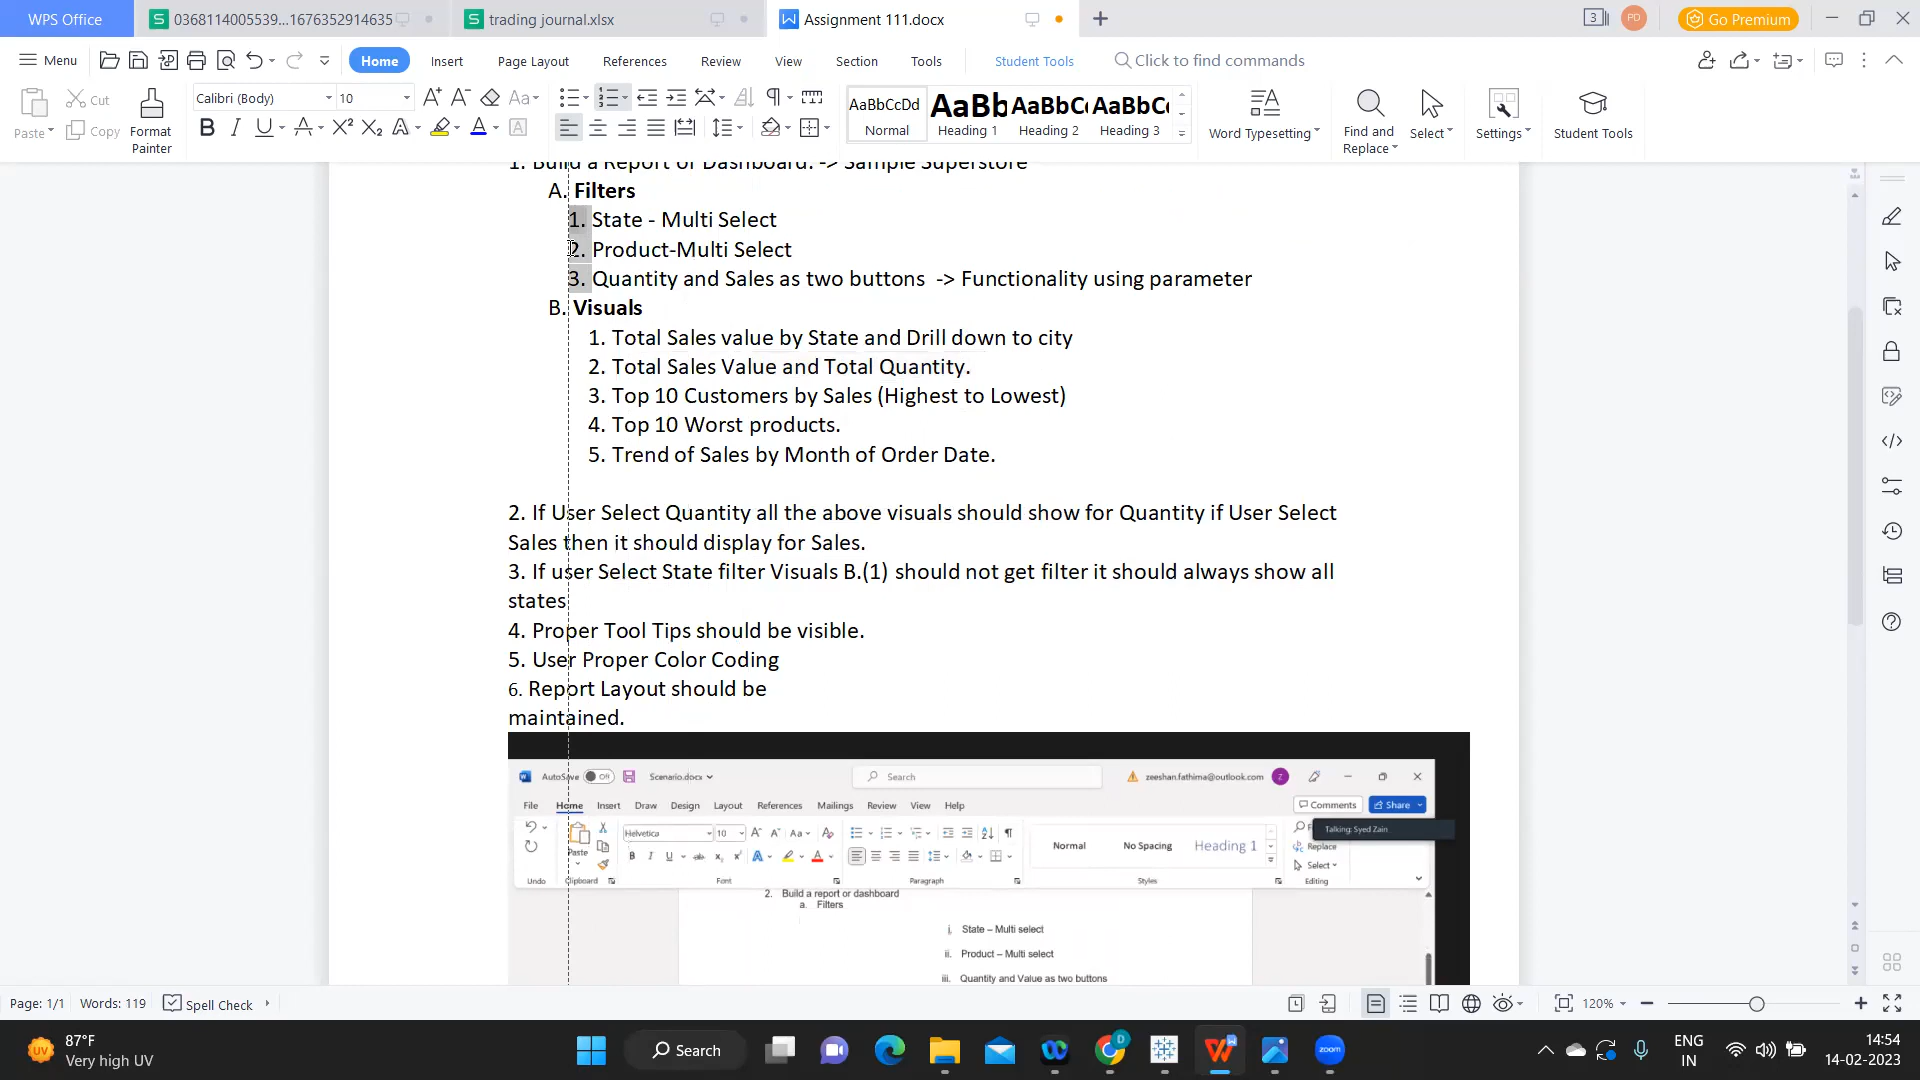 WPS Office
0368114005539...1676352914635
trading journal.xlsx
Assignment 111.docx
3
PD
Go Premium
Menu
Home
Insert
Page Layout
References
Review
View
Section
Tools
Student Tools
Click to find commands
Paste
Cut
Copy
Format
Painter
Calibri (Body)
10
AaBbCcDd
Normal
AaBb
Heading 1
AaBbC
Heading 2
AaBbC
Heading 3
Word Typesetting
Find and
Replace
Select
Settings
Student Tools
1. Build a Report or Dashboard. -> Sample Superstore
A. Filters
1. State - Multi Select
2. Product-Multi Select
3. Quantity and Sales as two buttons -> Functionality using parameter
B. Visuals
1. Total Sales value by State and Drill down to city
2. Total Sales Value and Total Quantity.
3. Top 10 Customers by Sales (Highest to Lowest)
4. Top 10 Worst products.
5. Trend of Sales by Month of Order Date.
2. If User Select Quantity all the above visuals should show for Quantity if User Select
Sales then it should display for Sales.
3. If user Select State filter Visuals B.(1) should not get filter it should always show all
states
4. Proper Tool Tips should be visible.
5. User Proper Color Coding
6. Report Layout should be
maintained.
AutoSave Off
Scenario.docx
Search
zeeshan.fathima@outlook.com
Z
File
Home
Insert
Draw
Design
Layout
References
Mailings
Review
View
Help
Comments
Share
Talking: Syed Zain
Helvetica
10
Paste
Normal
No Spacing
Heading 1
Replace
Select
Undo
Clipboard
Font
Paragraph
Styles
Editing
2. Build a report or dashboard
a. Filters
i. State – Multi select
ii. Product – Multi select
iii. Quantity and Value as two buttons
Page: 1/1
Words: 119
Spell Check
120%
87°F
Very high UV
Search
zoom
ENG
IN
14:54
14-02-2023